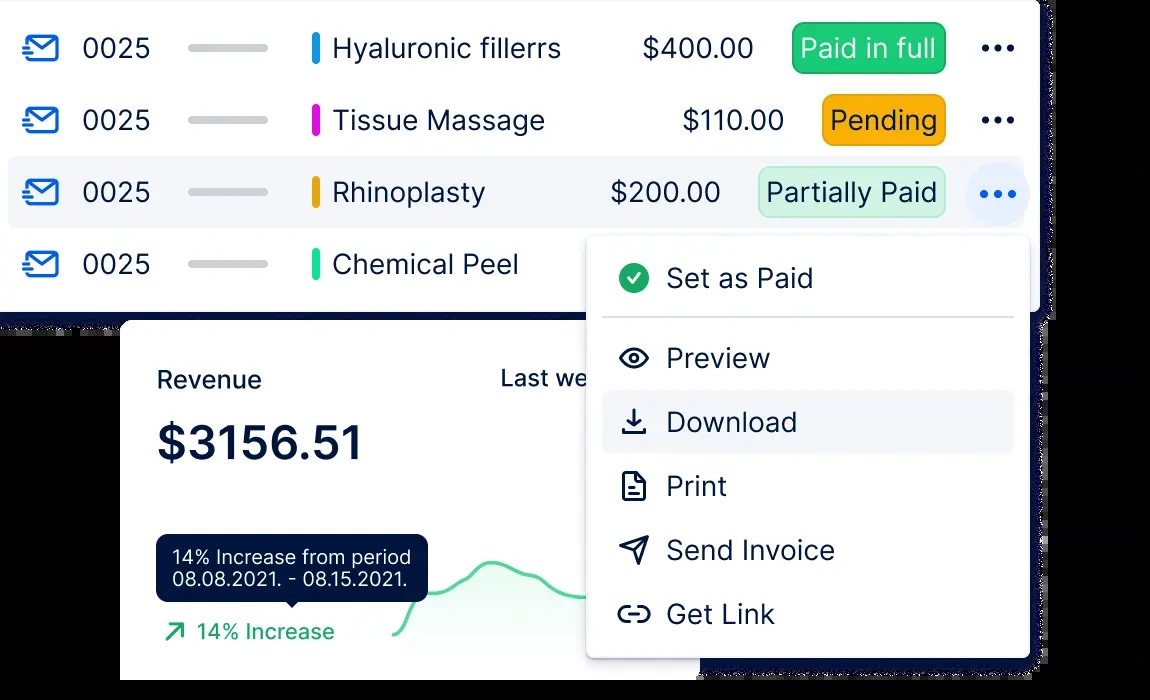 0025 Hyaluronic fillerrs $400.00 Paid in full
0025 Tissue Massage $110.00 Pending
0025 Rhinoplasty $200.00 Partially Paid
0025 Chemical Peel
Set as Paid
Preview
Download
Print
Send Invoice
Get Link
Revenue Last we
$3156.51
14% Increase from period
08.08.2021. - 08.15.2021.
14% Increase